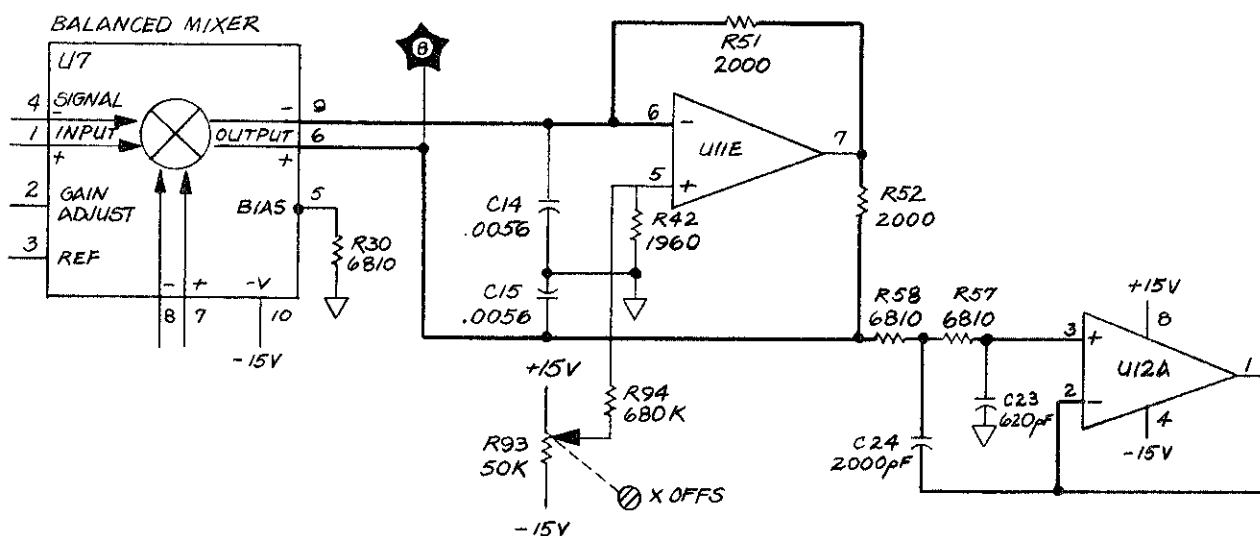 BALANCED MIXER
U7
4 SIGNAL
-
1 INPUT
+
OUTPUT
- 9
6
+
2 GAIN
ADJUST
3 REF
BIAS 5
R30
6810
- +
8 7
-V
10
-15V
8
C14
.0056
C15
.0056
R51
2000
6 -
5 +
U11E
7
R42
1960
R52
2000
+15V
R93
50K
-15V
R94
680K
X OFFS
R58
6810
R57
6810
C24
2000pF
C23
620pF
3 +
2 -
U12A
+15V
8
1
4
-15V